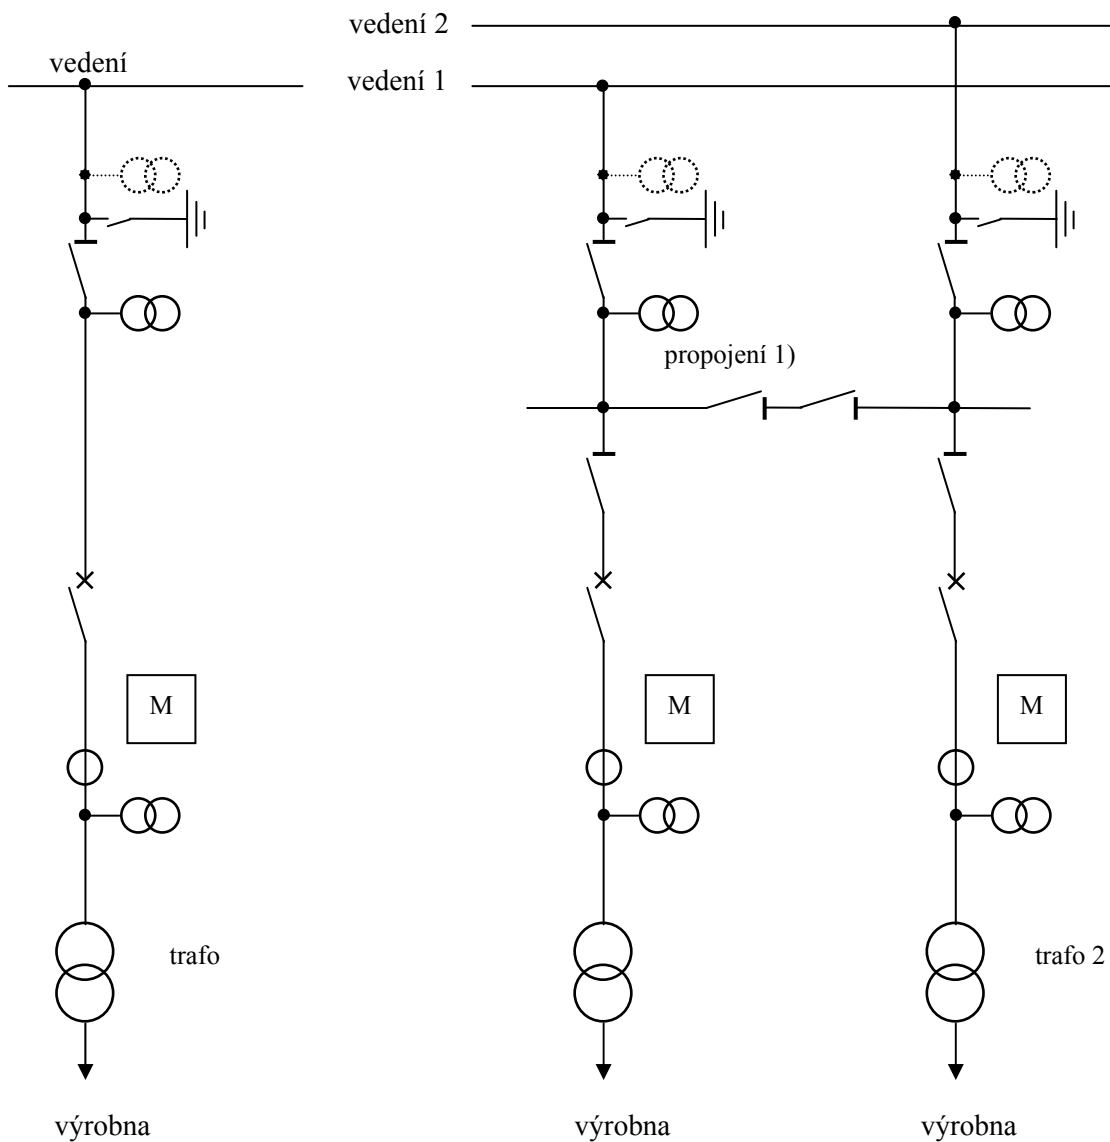 vedení 2
vedení
vedení 1
propojení 1)
M
M
M
trafo
trafo 2
výrobna
výrobna
výrobna